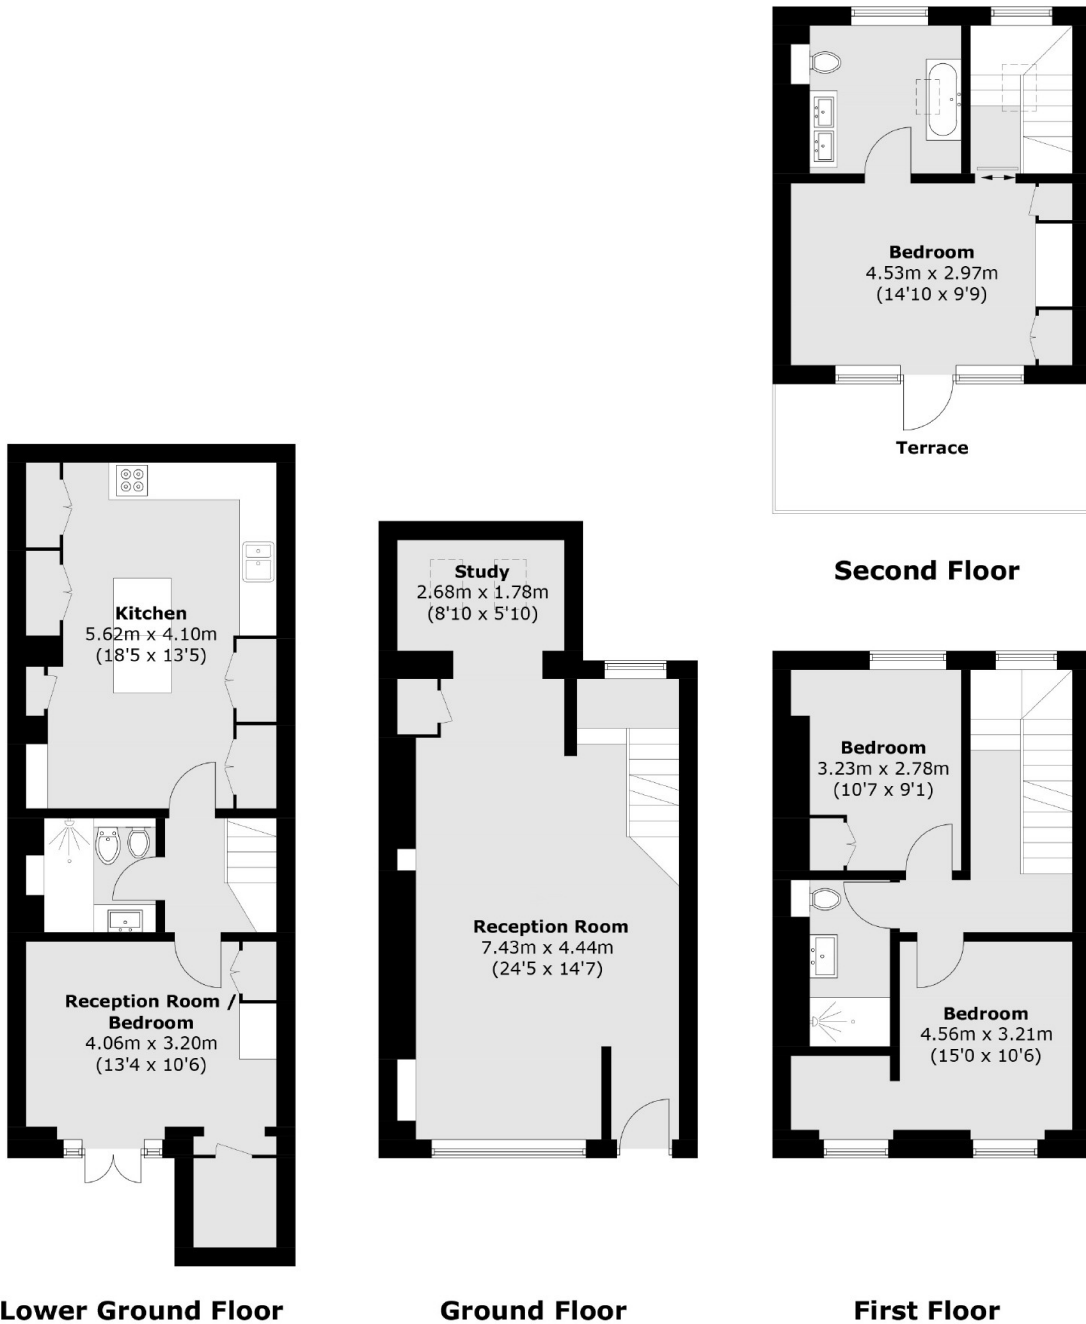 Bedroom
4.53m x 2.97m
(14'10 x 9'9)
Terrace
Second Floor
Kitchen
5.62m x 4.10m
(18'5 x 13'5)
Reception Room /
Bedroom
4.06m x 3.20m
(13'4 x 10'6)
Lower Ground Floor
Study
2.68m x 1.78m
(8'10 x 5'10)
Reception Room
7.43m x 4.44m
(24'5 x 14'7)
Ground Floor
Bedroom
3.23m x 2.78m
(10'7 x 9'1)
Bedroom
4.56m x 3.21m
(15'0 x 10'6)
First Floor